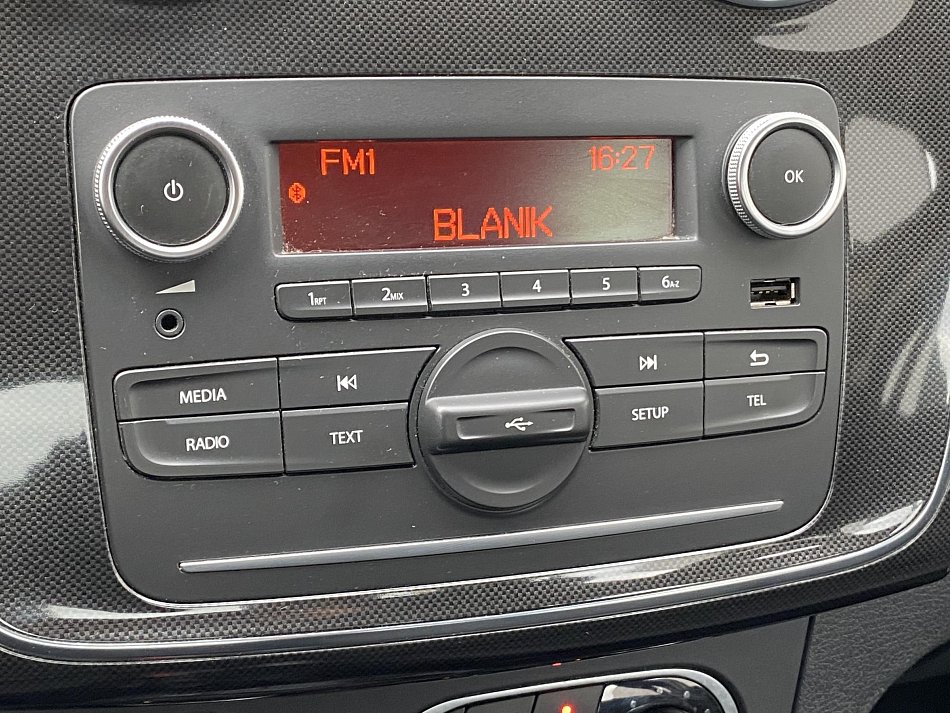 FM1 16:27
BLANIK
1RPT 2MIX 3 4 5 6A-Z
OK
MEDIA
RADIO TEXT
SETUP TEL